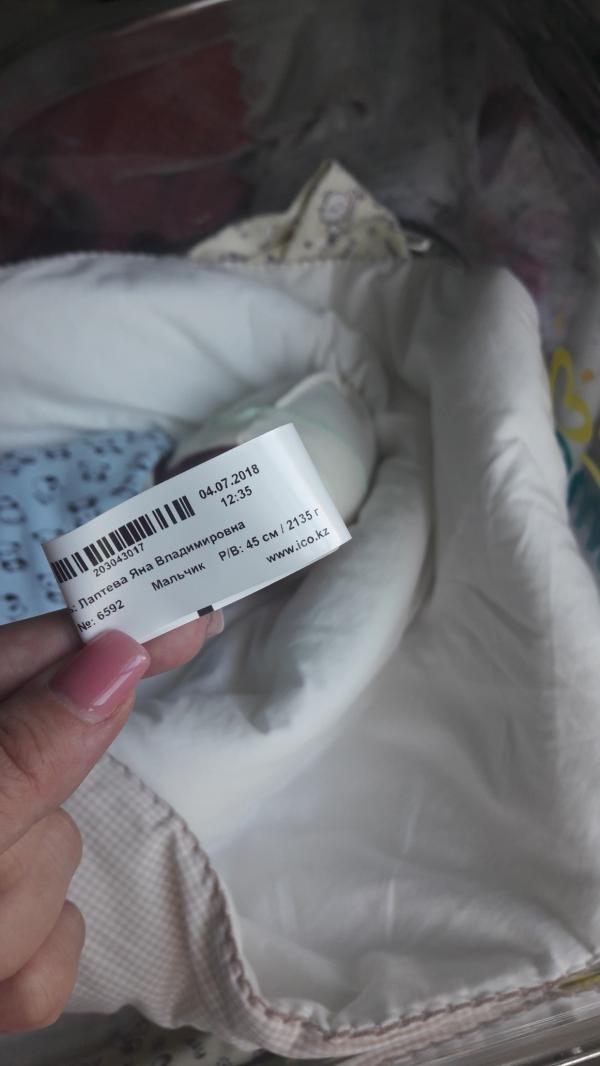 04.07.2018
12:35
203043017
Лаптева Яна Владимировна
№: 6592 Мальчик Р/В: 45 см / 2135 г
www.ico.kz